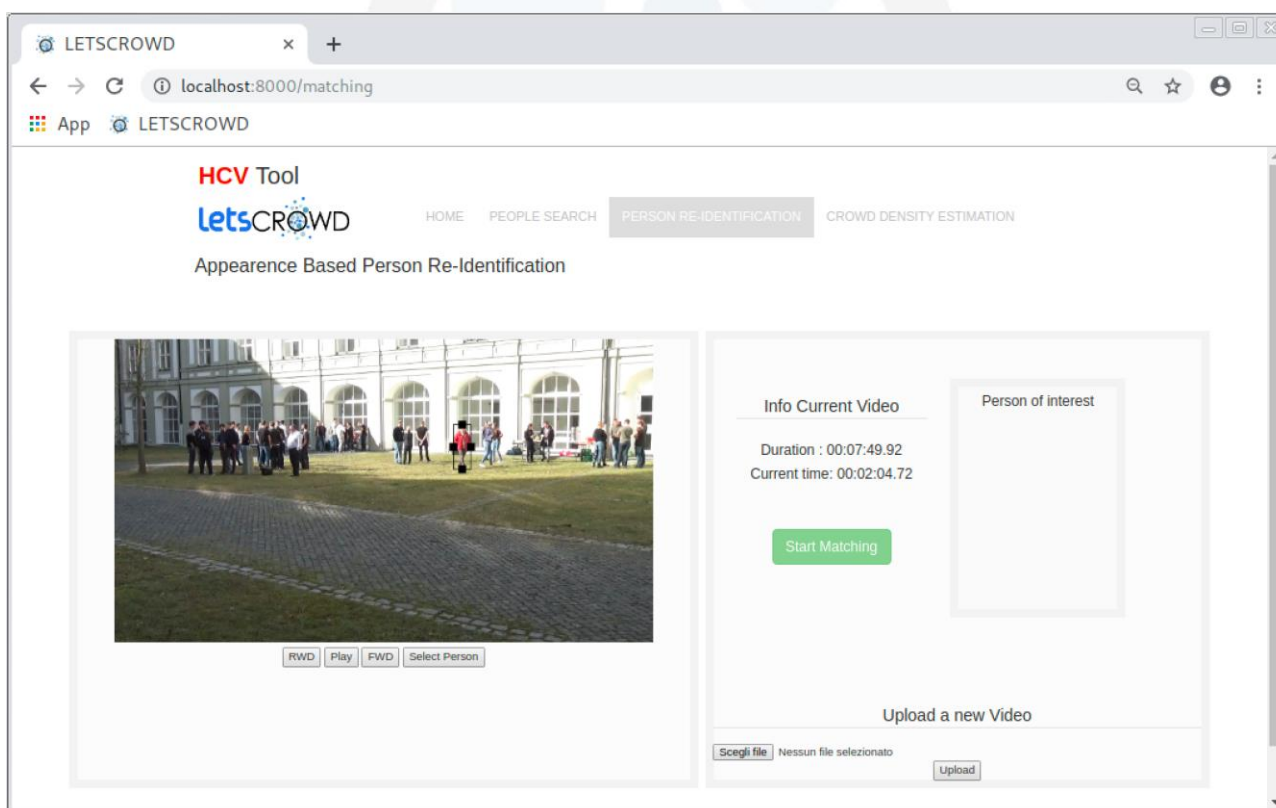 LETSCROWD
localhost:8000/matching
App LETSCROWD
HCV Tool
letsCROWD
HOME PEOPLE SEARCH PERSON RE-IDENTIFICATION CROWD DENSITY ESTIMATION
Appearence Based Person Re-Identification
Info Current Video
Duration : 00:07:49.92
Current time: 00:02:04.72
Start Matching
Person of interest
RWD Play FWD Select Person
Upload a new Video
Scegli file Nessun file selezionato
Upload